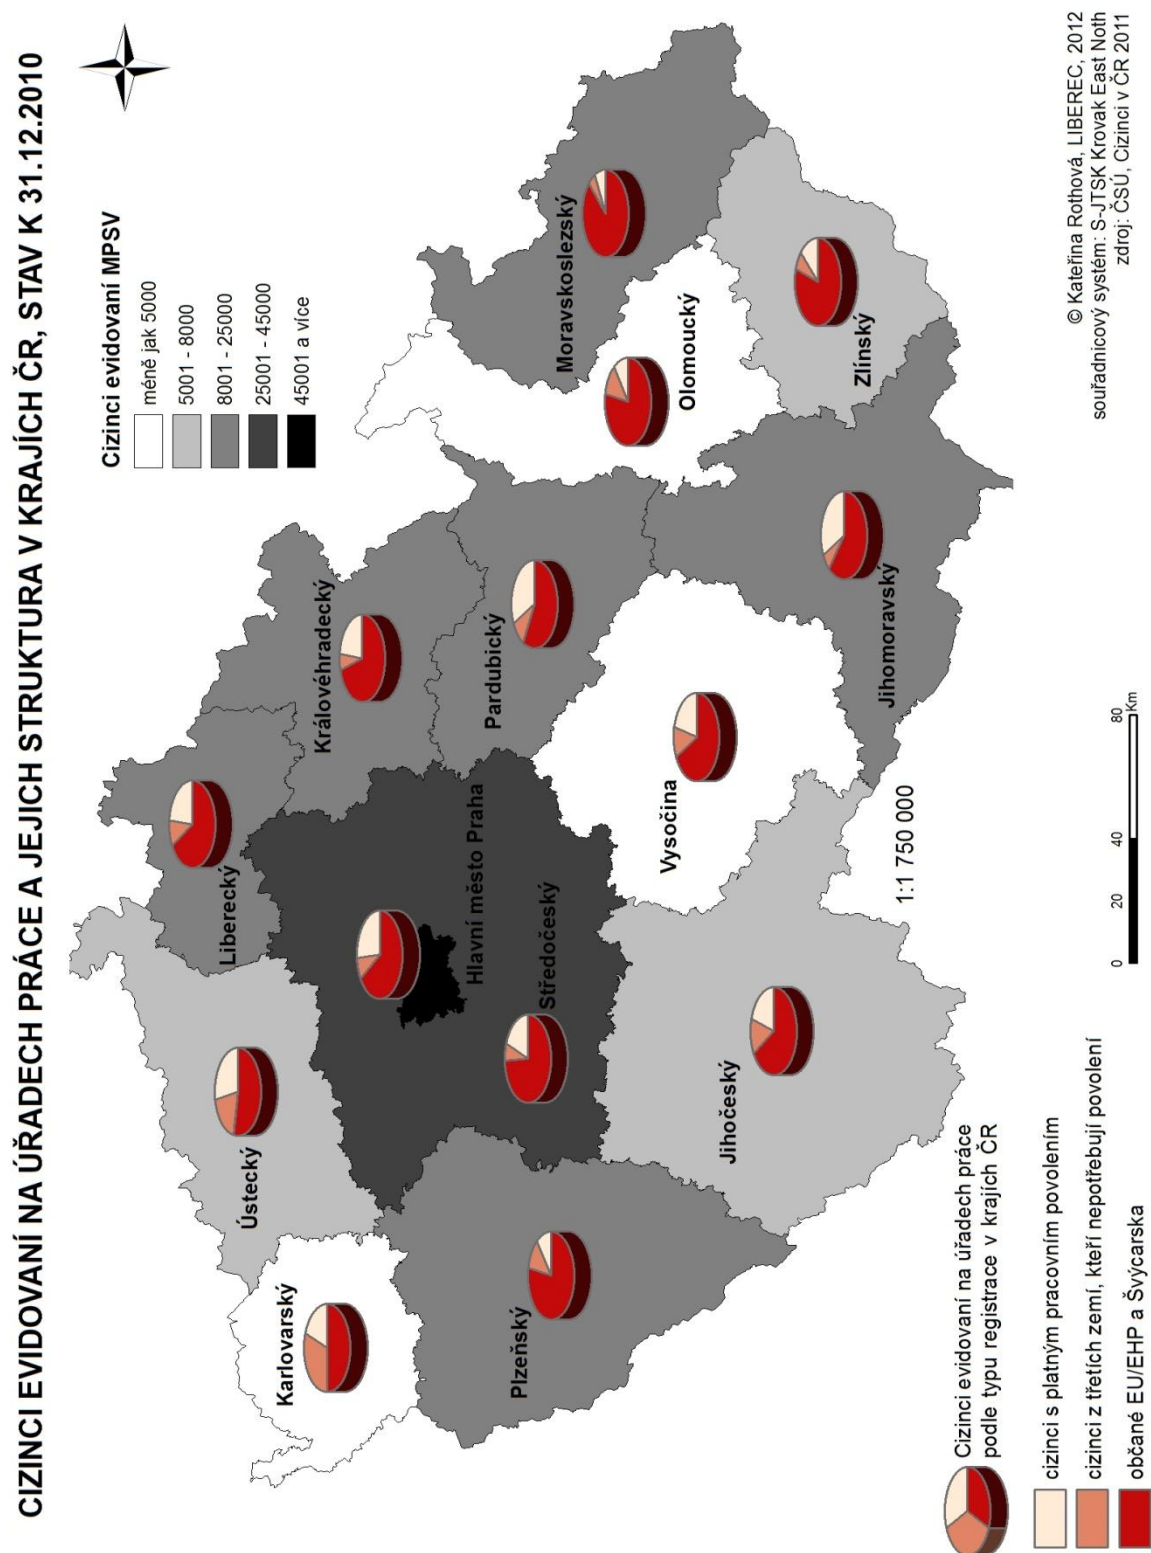 CIZINCI EVIDOVANÍ NA ÚŘADECH PRÁCE A JEJICH STRUKTURA V KRAJÍCH ČR, STAV K 31.12.2010
Cizinci evidovaní MPSV
méně jak 5000
5001 - 8000
8001 - 25000
25001 - 45000
45001 a více
Liberecký
Ústecký
Královéhradecký
Karlovarský
Hlavní město Praha
Pardubický
Moravskoslezský
Středočeský
Plzeňský
Olomoucký
Vysočina
Jihočeský
Zlínský
Jihomoravský
1:1 750 000
0
40
80
Km
Cizinci evidovaní na úřadech práce
podle typu registrace v krajích ČR
cizinci s platným pracovním povolením
cizinci z třetích zemí, kteří nepotřebují povolení
občané EU/EHP a Švýcarska
© Kateřina Rothová, LIBEREC, 2012
souřadnicový systém: S-JTSK Krovak East Noth
zdroj: ČSÚ, Cizinci v ČR 2011